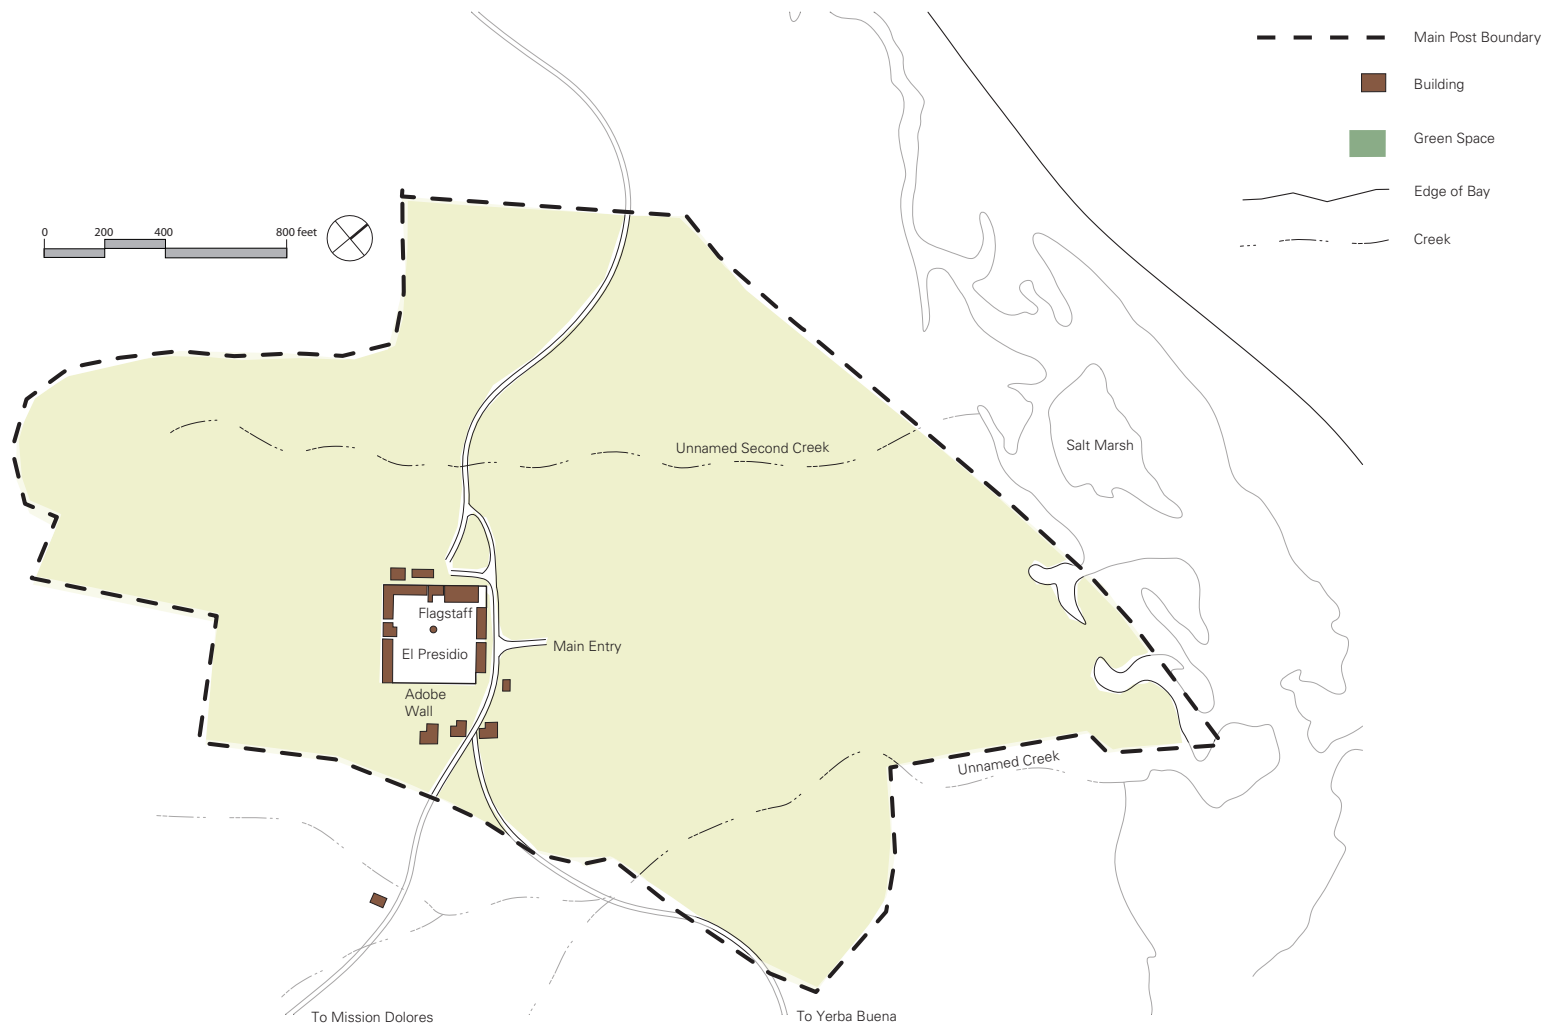 Main Post Boundary
Building
Green Space
Edge of Bay
Creek
0 200 400 800 feet
Unnamed Second Creek
Salt Marsh
Flagstaff
El Presidio
Main Entry
Adobe
Wall
Unnamed Creek
To Mission Dolores
To Yerba Buena